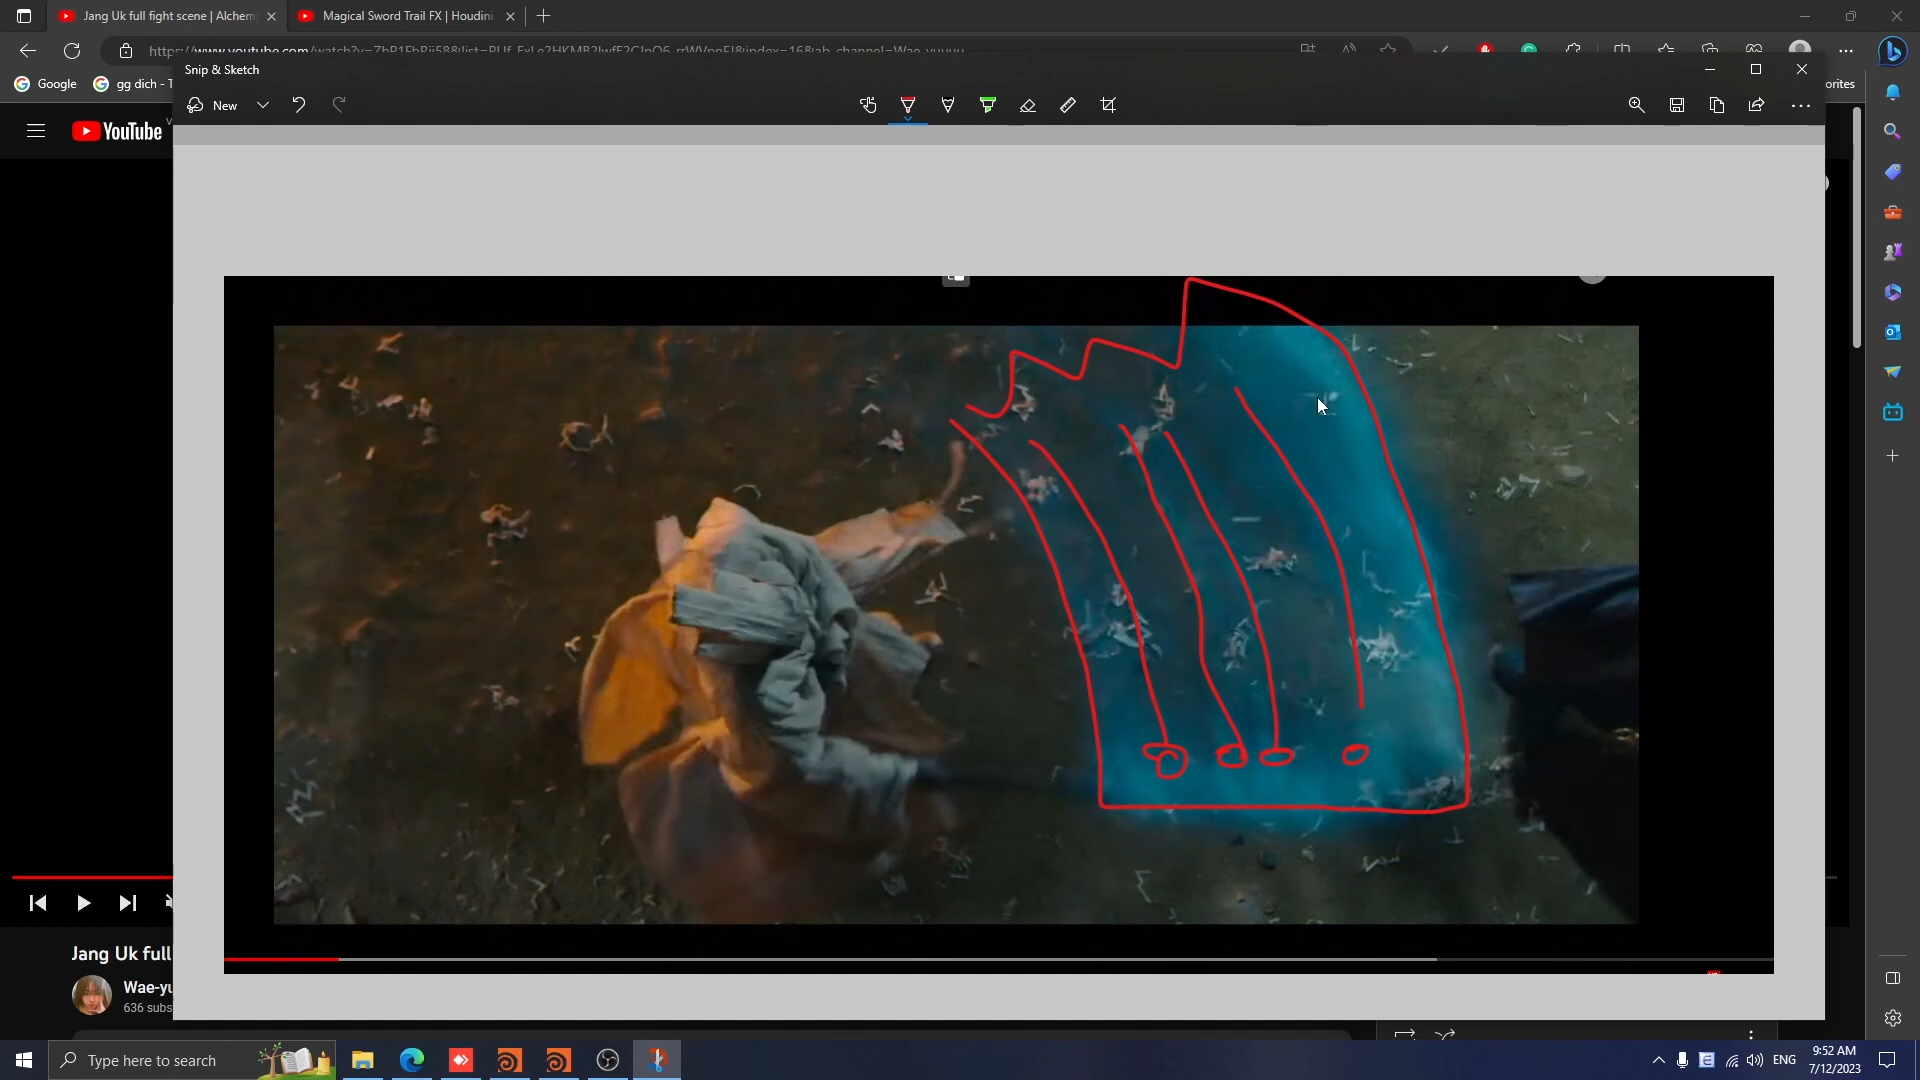 Jang Uk full fight scene | Alchem
Magical Sword Trail FX | Houdini
Google
gg dich - T
orites
Snip & Sketch
New
YouTube
Jang Uk full
Wae-yu
636 subs
Type here to search
ENG
9:52 AM
7/12/2023